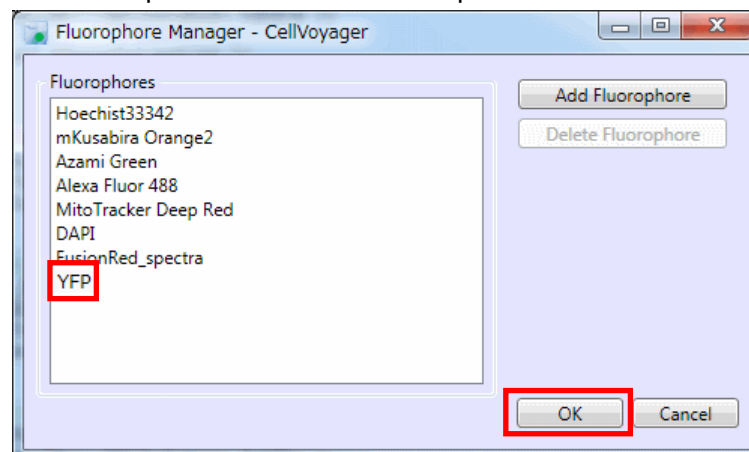 Fluorophore Manager - CellVoyager
Fluorophores
Hoechist33342
mKusabira Orange2
Azami Green
Alexa Fluor 488
MitoTracker Deep Red
DAPI
FusionRed_spectra
YFP
Add Fluorophore
Delete Fluorophore
OK
Cancel